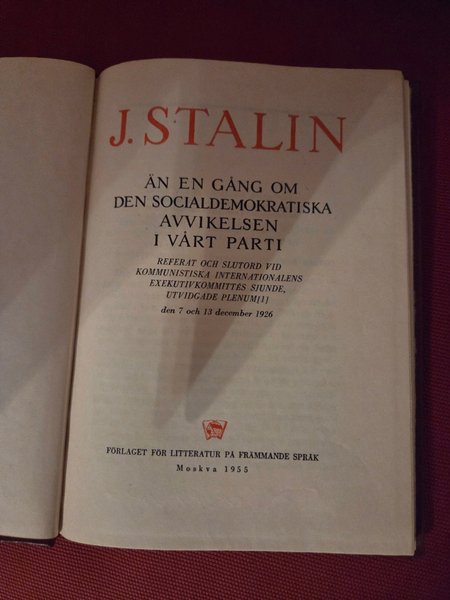 J. STALIN
ÄN EN GÅNG OM
DEN SOCIALDEMOKRATISKA
AVVIKELSEN
I VÅRT PARTI
REFERAT OCH SLUTORD VID
KOMMUNISTISKA INTERNATIONALENS
EXEKUTIVKOMMITTÉS SJUNDE,
UTVIDGADE PLENUM[1]
den 7 och 13 december 1926
FÖRLAGET FÖR LITTERATUR PÅ FRÄMMANDE SPRÅK
Moskva 1955